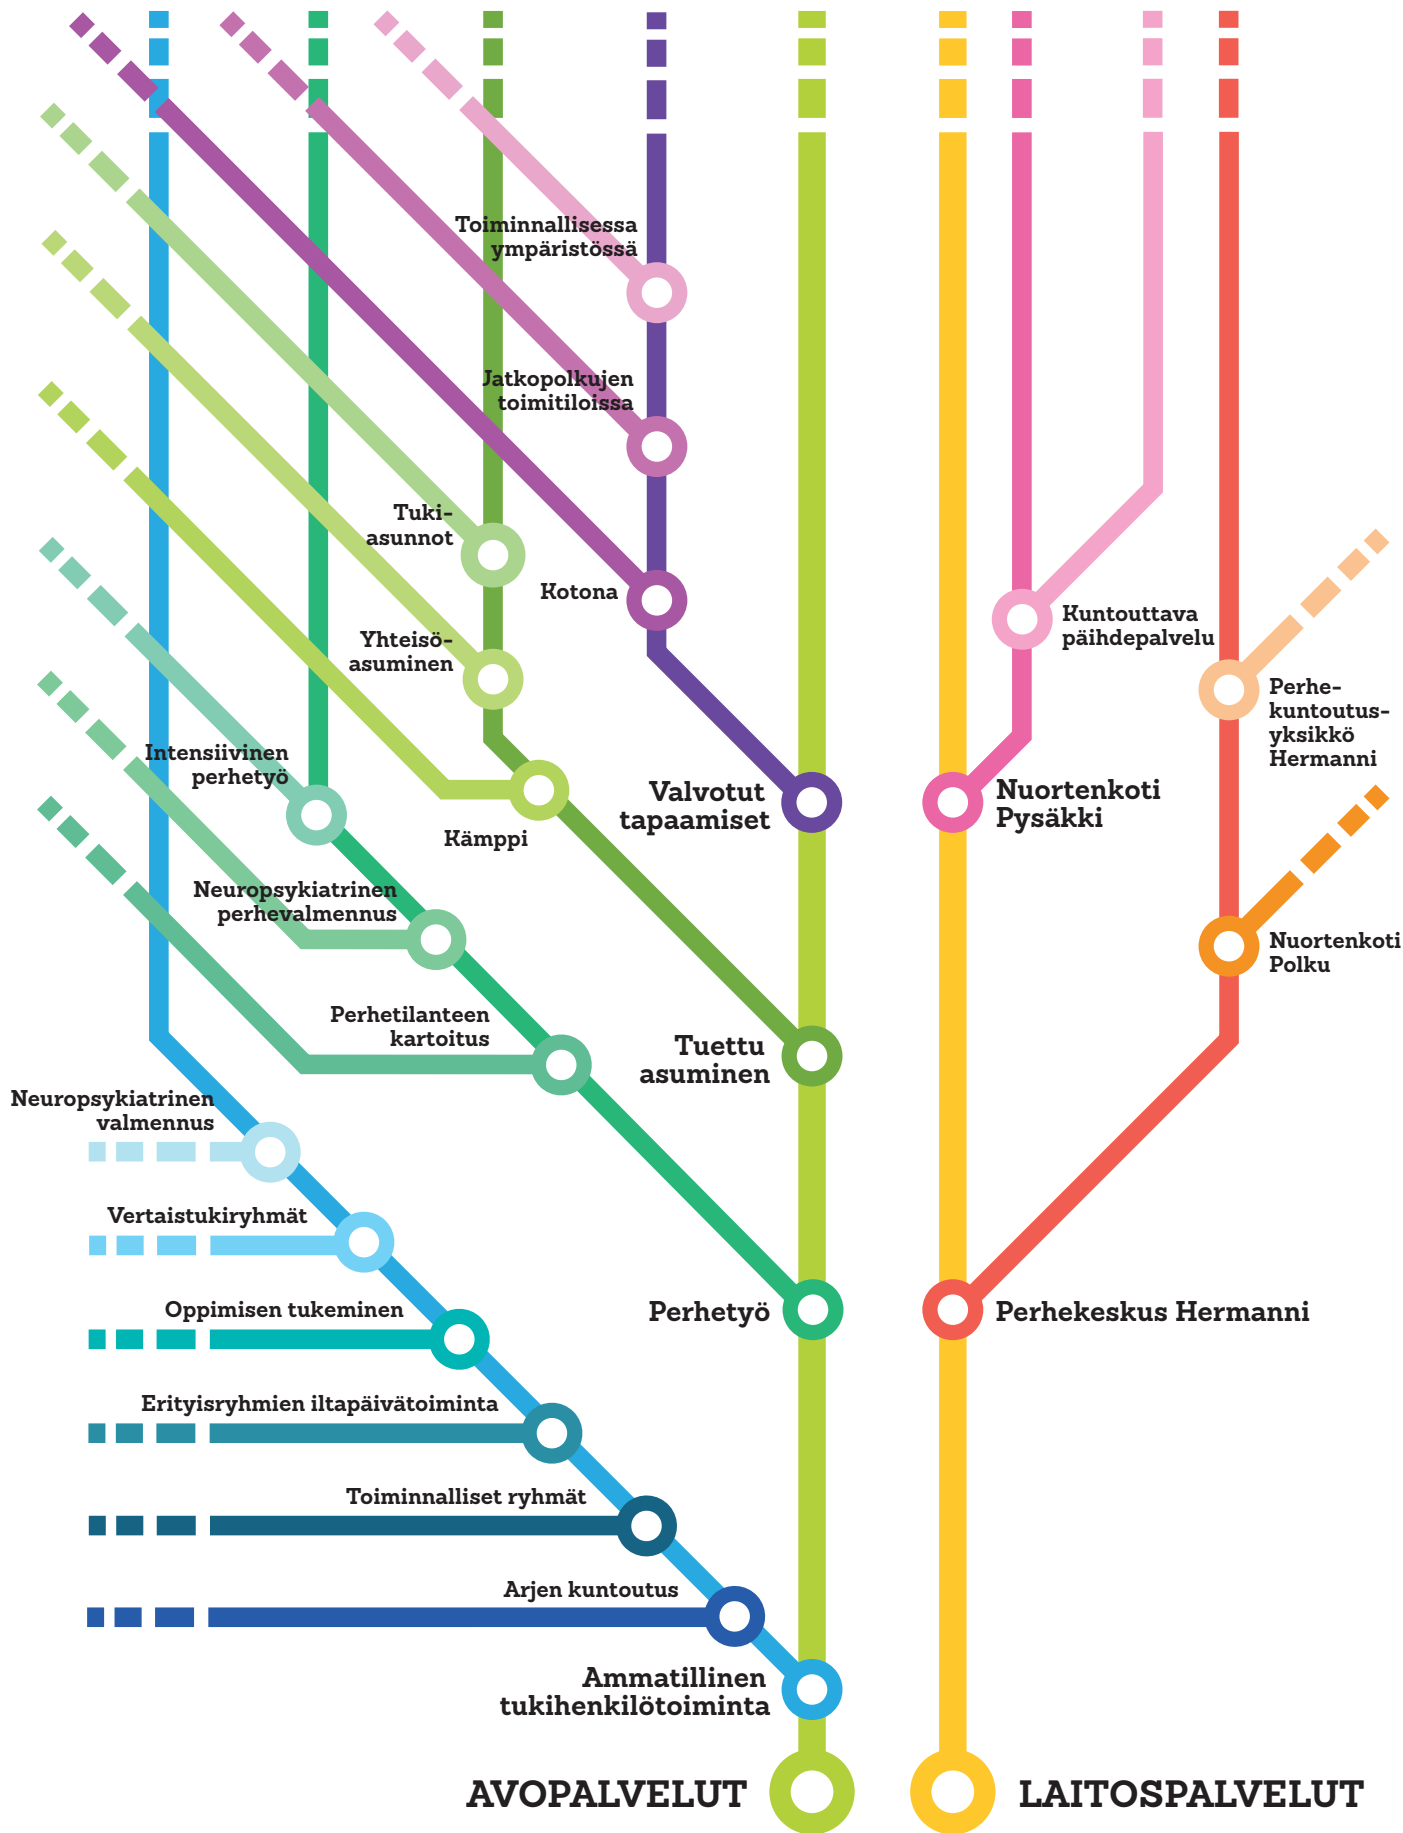 Toiminnallisessa
ympäristössä
Jatkopolkujen
toimitiloissa
Tuki-
asunnot
Kotona
Kuntouttava
päihdepalvelu
Yhteisö-
asuminen
Perhe-
kuntoutus-
yksikkö
Hermanni
Intensiivinen
perhetyö
Valvotut
tapaamiset
Nuortenkoti
Pysäkki
Kämppi
Neuropsykiatrinen
perhevalmennus
Nuortenkoti
Polku
Perhetilanteen
kartoitus
Tuettu
asuminen
Neuropsykiatrinen
valmennus
Vertaistukiryhmät
Oppimisen tukeminen
Perhetyö
Perhekeskus Hermanni
Erityisryhmien iltapäivätoiminta
Toiminnalliset ryhmät
Arjen kuntoutus
Ammatillinen
tukihenkilötoiminta
AVOPALVELUT
LAITOSPALVELUT